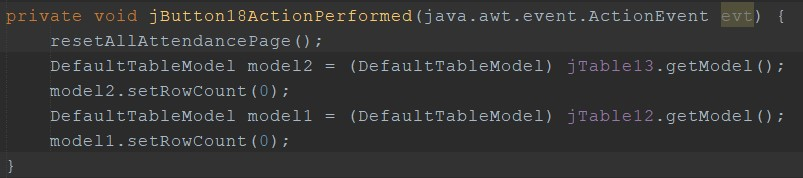 private void jButton18ActionPerformed(java.awt.event.ActionEvent evt) {
    resetAllAttendancePage();
    DefaultTableModel model2 = (DefaultTableModel) jTable13.getModel();
    model2.setRowCount(0);
    DefaultTableModel model1 = (DefaultTableModel) jTable12.getModel();
    model1.setRowCount(0);
}